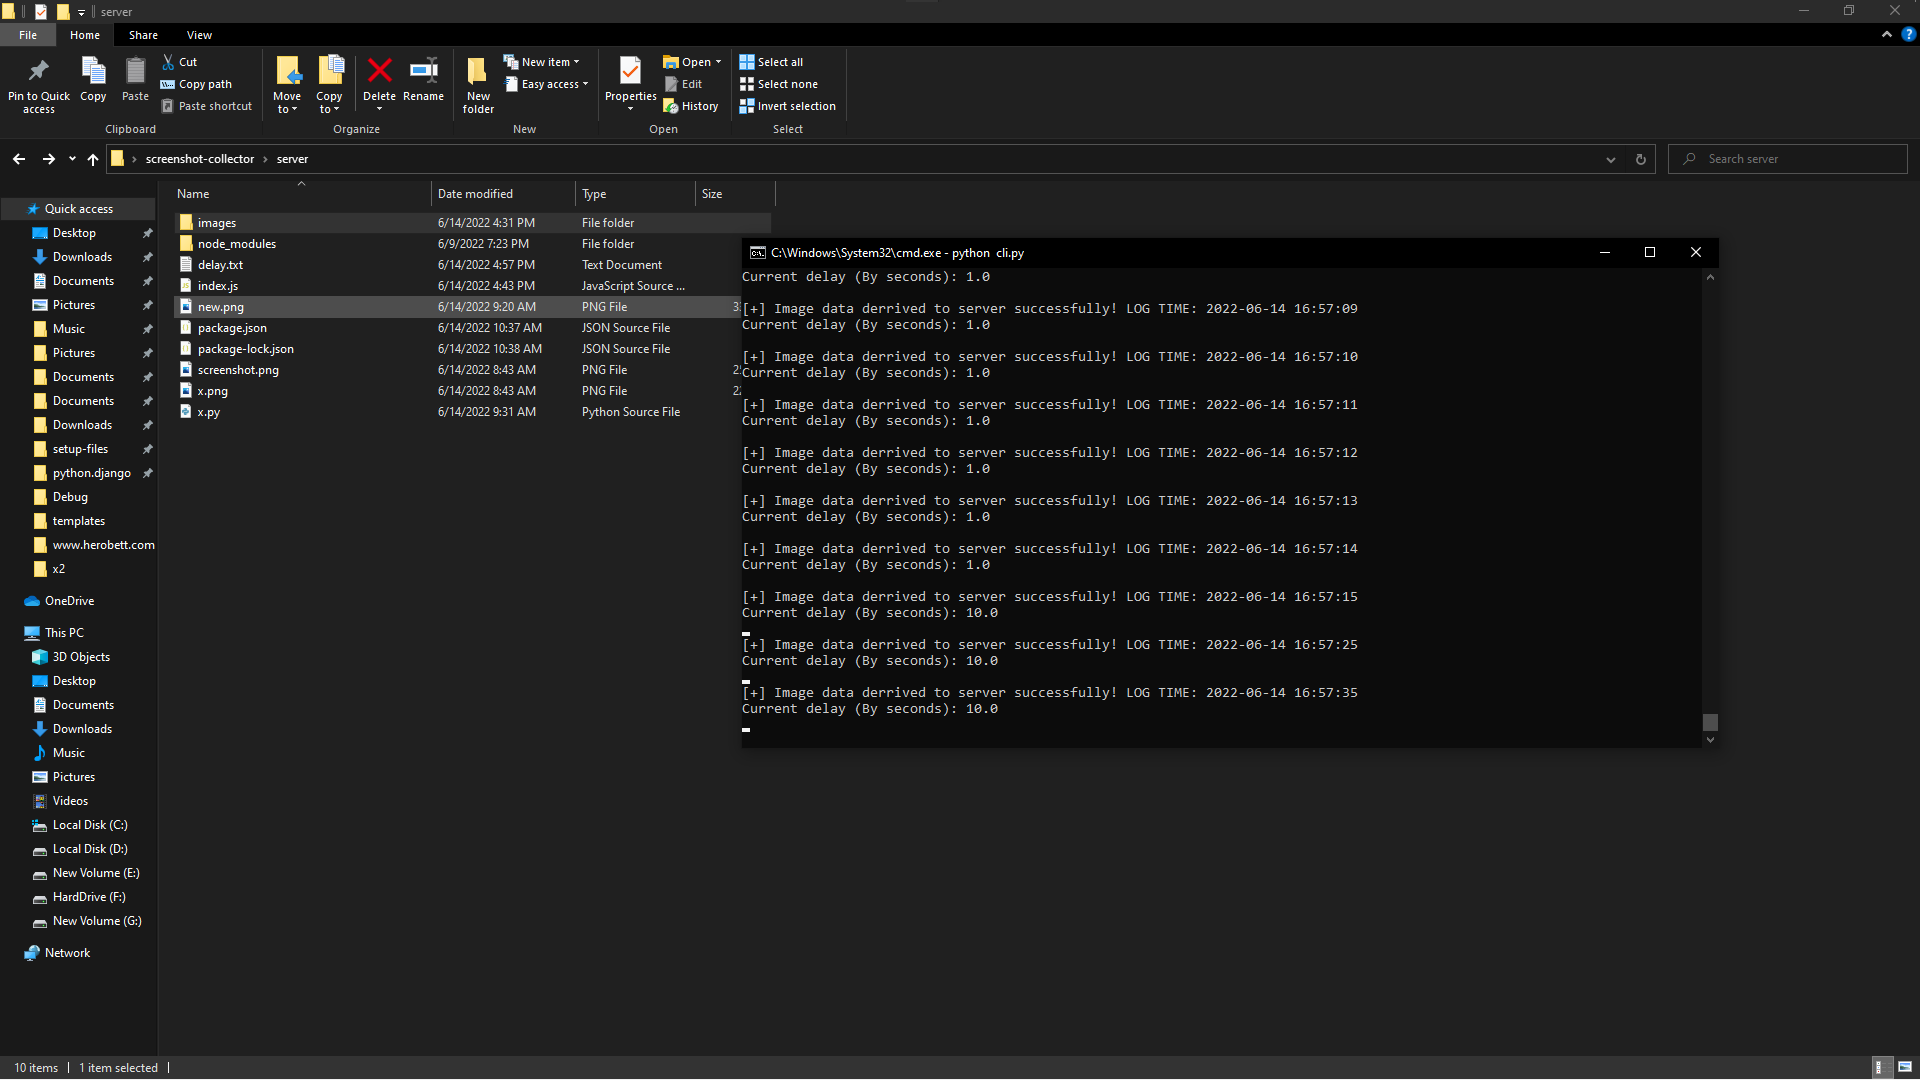 server
File Home Share View
Pin to Quick access
Copy
Paste
Cut
Copy path
Paste shortcut
Clipboard
Move to
Copy to
Delete
Rename
Organize
New folder
New item
Easy access
New
Properties
Open
Edit
History
Open
Select all
Select none
Invert selection
Select
screenshot-collector server
Search server
Name Date modified Type Size
images 6/14/2022 4:31 PM File folder
node_modules 6/9/2022 7:23 PM File folder
delay.txt 6/14/2022 4:57 PM Text Document
index.js 6/14/2022 4:43 PM JavaScript Source ...
new.png 6/14/2022 9:20 AM PNG File
package.json 6/14/2022 10:37 AM JSON Source File
package-lock.json 6/14/2022 10:38 AM JSON Source File
screenshot.png 6/14/2022 8:43 AM PNG File
x.png 6/14/2022 8:43 AM PNG File
x.py 6/14/2022 9:31 AM Python Source File
Quick access
Desktop
Downloads
Documents
Pictures
Music
Pictures
Documents
Documents
Downloads
setup-files
python.django
Debug
templates
www.herobett.com
x2
OneDrive
This PC
3D Objects
Desktop
Documents
Downloads
Music
Pictures
Videos
Local Disk (C:)
Local Disk (D:)
New Volume (E:)
HardDrive (F:)
New Volume (G:)
Network
C:\Windows\System32\cmd.exe - python cli.py
Current delay (By seconds): 1.0
[+] Image data derrived to server successfully! LOG TIME: 2022-06-14 16:57:09
Current delay (By seconds): 1.0
[+] Image data derrived to server successfully! LOG TIME: 2022-06-14 16:57:10
Current delay (By seconds): 1.0
[+] Image data derrived to server successfully! LOG TIME: 2022-06-14 16:57:11
Current delay (By seconds): 1.0
[+] Image data derrived to server successfully! LOG TIME: 2022-06-14 16:57:12
Current delay (By seconds): 1.0
[+] Image data derrived to server successfully! LOG TIME: 2022-06-14 16:57:13
Current delay (By seconds): 1.0
[+] Image data derrived to server successfully! LOG TIME: 2022-06-14 16:57:14
Current delay (By seconds): 1.0
[+] Image data derrived to server successfully! LOG TIME: 2022-06-14 16:57:15
Current delay (By seconds): 10.0
[+] Image data derrived to server successfully! LOG TIME: 2022-06-14 16:57:25
Current delay (By seconds): 10.0
[+] Image data derrived to server successfully! LOG TIME: 2022-06-14 16:57:35
Current delay (By seconds): 10.0
10 items 1 item selected